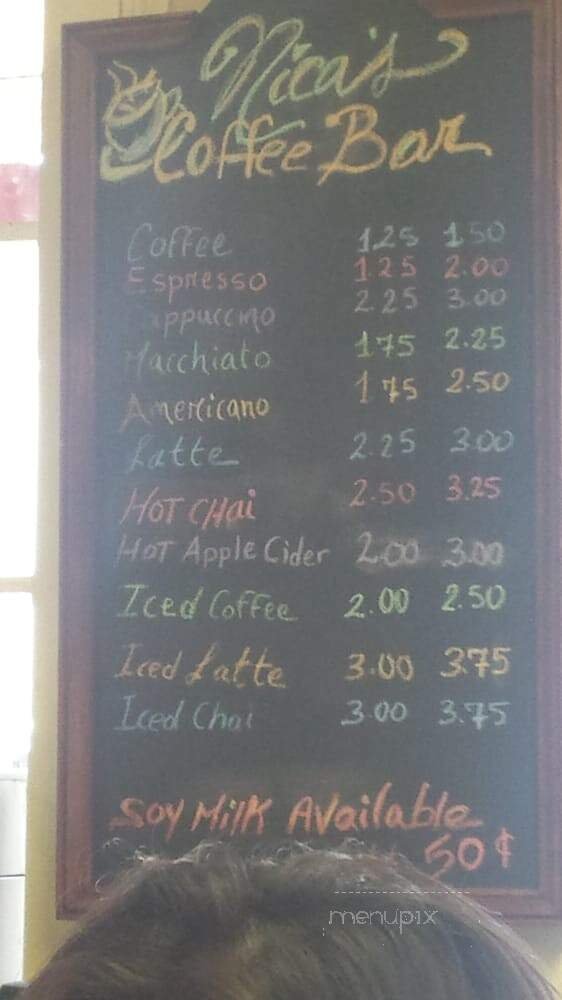 Nica's
Coffee Bar
Coffee 1.25 1.50
Espresso 1.25 2.00
Cappuccino 2.25 3.00
Macchiato 1.75 2.25
Americano 1.75 2.50
Latte 2.25 3.00
Hot Chai 2.50 3.25
Hot Apple Cider 2.00 3.00
Iced Coffee 2.00 2.50
Iced Latte 3.00 3.75
Iced Chai 3.00 3.75
Soy Milk Available
50¢
menupix